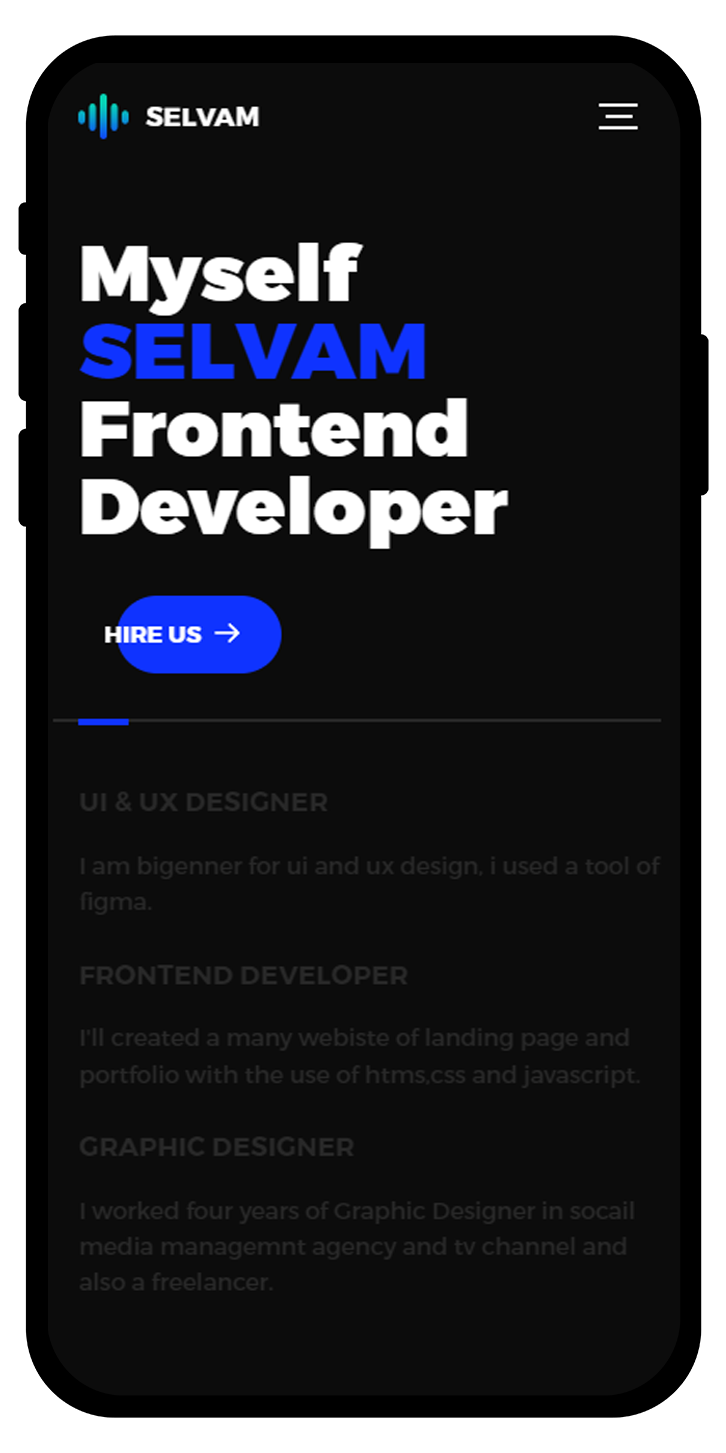 SELVAM
Myself
SELVAM
Frontend
Developer
HIRE US
UI & UX DESIGNER
I am bigenner for ui and ux design, i used a tool of
figma.
FRONTEND DEVELOPER
I'll created a many webiste of landing page and
portfolio with the use of htms,css and javascript.
GRAPHIC DESIGNER
I worked four years of Graphic Designer in socail
media managemnt agency and tv channel and
also a freelancer.